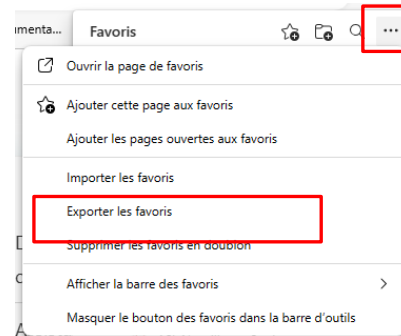 umenta...
Favoris
Ouvrir la page de favoris
Ajouter cette page aux favoris
Ajouter les pages ouvertes aux favoris
Importer les favoris
Exporter les favoris
Supprimer les favoris en doublon
Afficher la barre des favoris
Masquer le bouton des favoris dans la barre d'outils